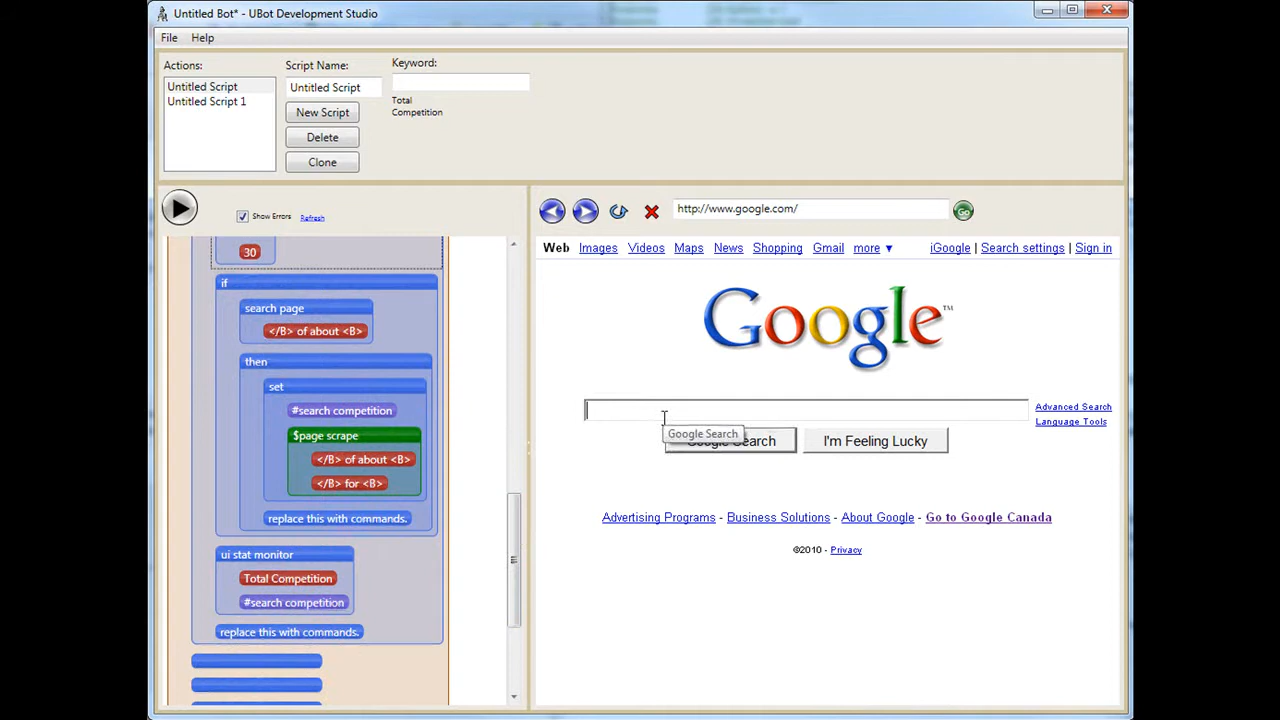 Untitled Bot* - UBot Development Studio
File Help
Actions:
Untitled Script
Untitled Script 1
Script Name:
Untitled Script
New Script
Delete
Clone
Keyword:
Total
Competition
Show Errors Refresh
http://www.google.com/ Go
30
if
search page
</B> of about <B>
then
set
#search competition
$page scrape
</B> of about <B>
</B> for <B>
replace this with commands.
ui stat monitor
Total Competition
#search competition
replace this with commands.
Web Images Videos Maps News Shopping Gmail more ▼ iGoogle | Search settings | Sign in
Google™
Advanced Search
Language Tools
Google Search
Google Search I'm Feeling Lucky
Advertising Programs - Business Solutions - About Google - Go to Google Canada
©2010 - Privacy